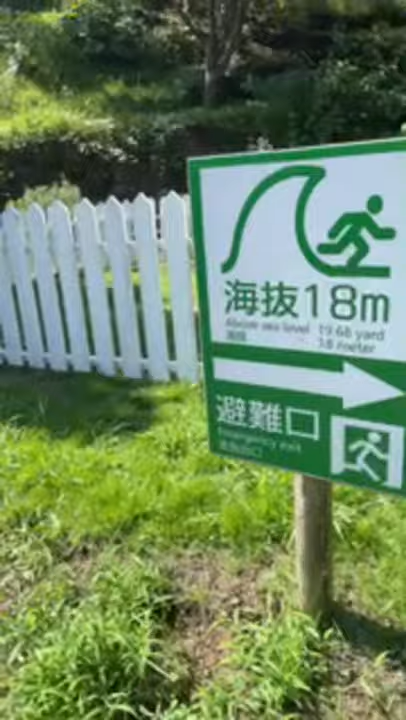 海抜18m
Above sea level 19.68 yard
海拔 18 meter
避難口
Emergency exit